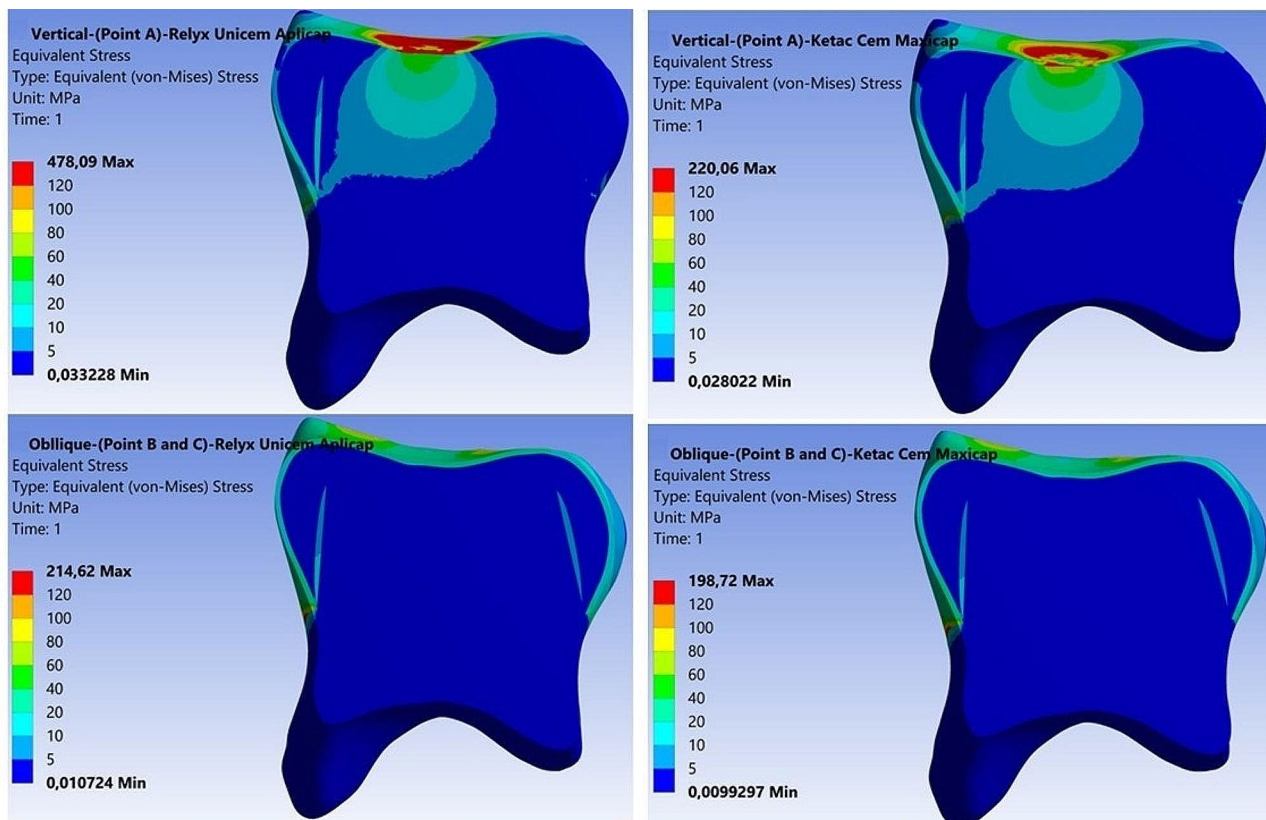 Vertical-(Point A)-Relyx Unicem Aplicap
Equivalent Stress
Type: Equivalent (von-Mises) Stress
Unit: MPa
Time: 1
478,09 Max
120
100
80
60
40
20
10
5
0,033228 Min
Vertical-(Point A)-Ketac Cem Maxicap
Equivalent Stress
Type: Equivalent (von-Mises) Stress
Unit: MPa
Time: 1
220,06 Max
120
100
80
60
40
20
10
5
0,028022 Min
Obllique-(Point B and C)-Relyx Unicem Aplicap
Equivalent Stress
Type: Equivalent (von-Mises) Stress
Unit: MPa
Time: 1
214,62 Max
120
100
80
60
40
20
10
5
0,010724 Min
Oblique-(Point B and C)-Ketac Cem Maxicap
Equivalent Stress
Type: Equivalent (von-Mises) Stress
Unit: MPa
Time: 1
198,72 Max
120
100
80
60
40
20
10
5
0,0099297 Min